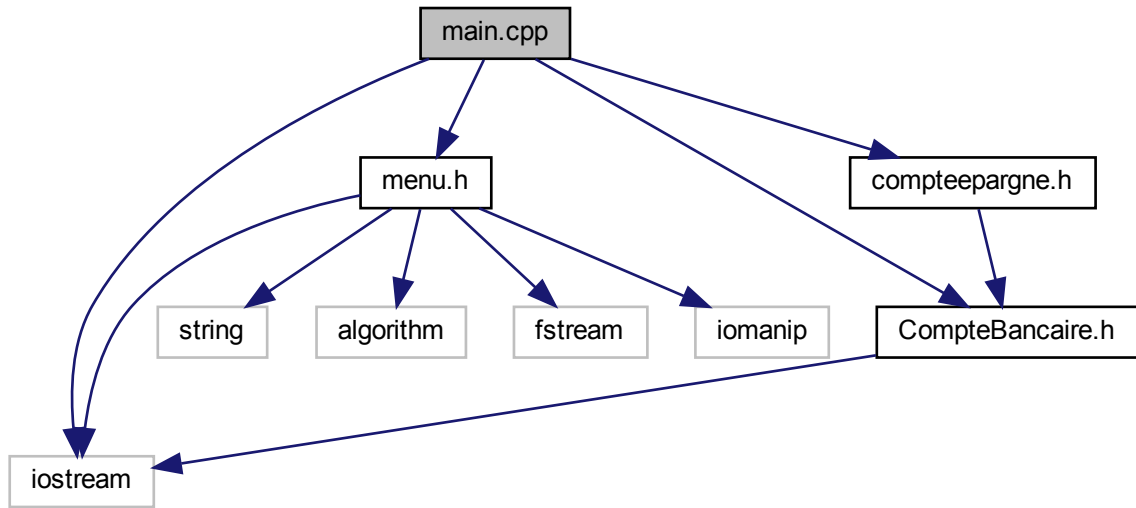 main.cpp
menu.h
compteepargne.h
string
algorithm
fstream
iomanip
CompteBancaire.h
iostream